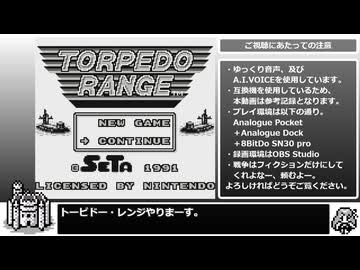 TORPEDO
RANGE™
NEW GAME
→ CONTINUE
© SETA 1991
LICENSED BY NINTENDO
ご視聴にあたっての注意
・ゆっくり音声、及び
A.I.VOICEを使用しています。
・互換機を使用しているため、
本動画は参考記録となります。
・プレイ環境は以下の通り。
Analogue Pocket
+Analogue Dock
+8BitDo SN30 pro
・録画環境はOBS Studio
・戦争はフィクションだけにして
くれよなー、頼むよー。
よろしければどうぞご覧ください。
トーピドー・レンジやりまーす。